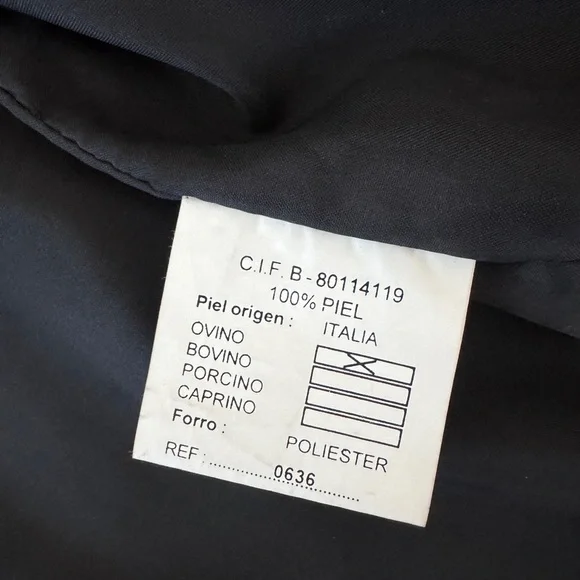 C.I.F. B - 80114119
100% PIEL
Piel origen : ITALIA
OVINO X
BOVINO
PORCINO
CAPRINO
Forro : POLIESTER
REF : .................. 0636 ..................